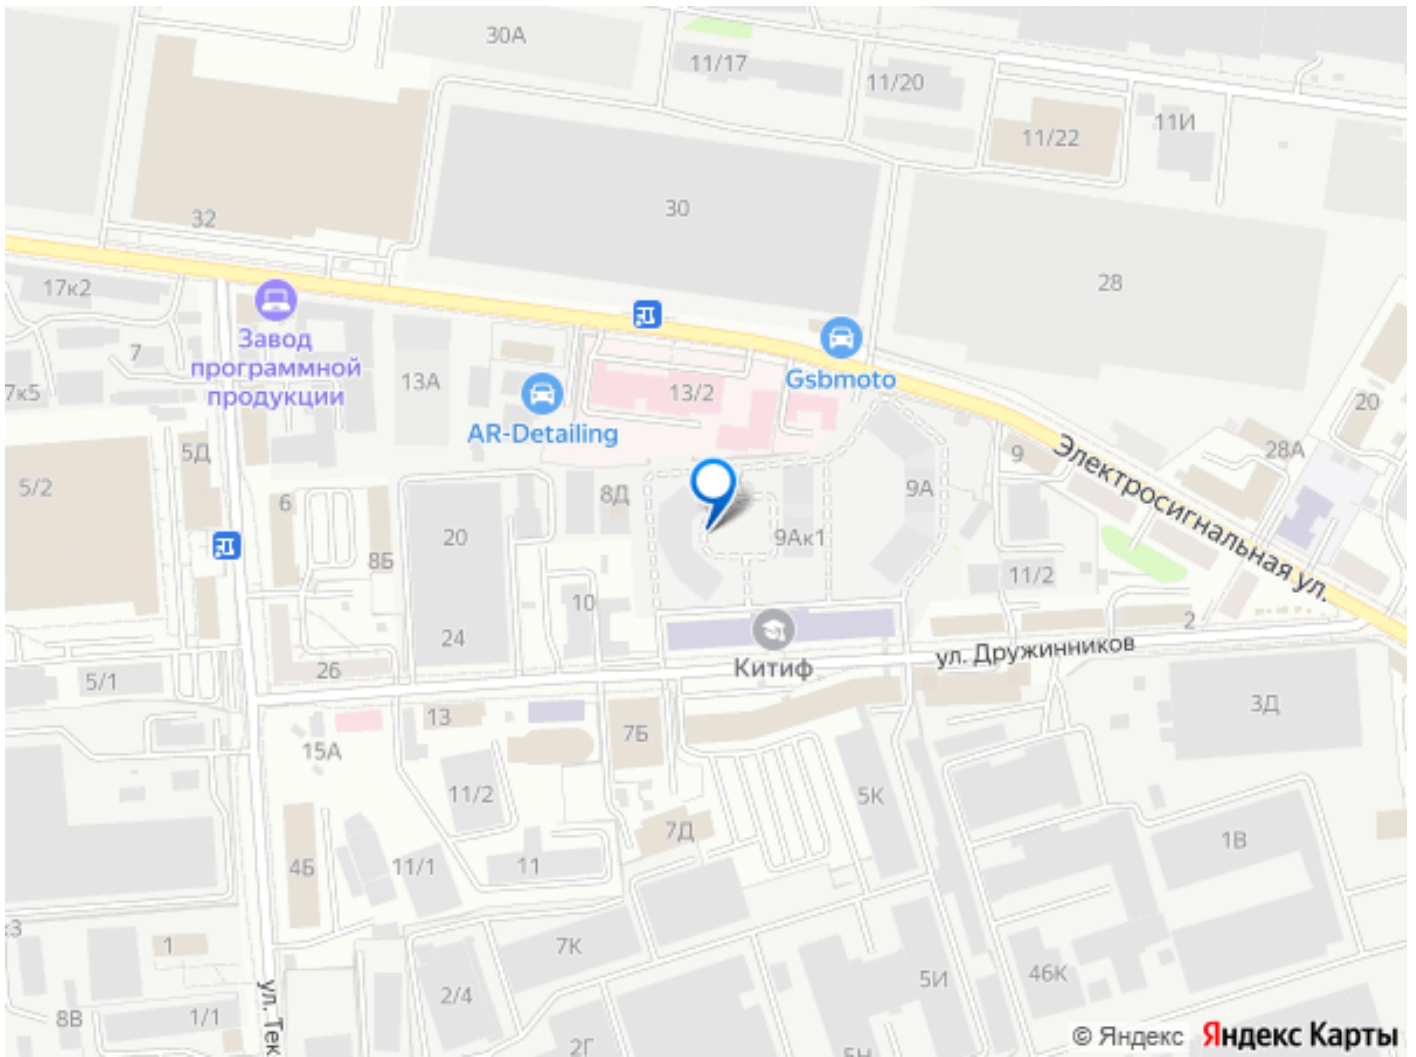 30А
11/17
11/20
11/22
11И
32
30
28
17к2
7
7к5
Завод
программной
продукции
13А
AR-Detailing
13/2
Gsbmoto
20
28А
9
Электросигнальная ул.
5Д
5/2
6
8Б
20
8Д
9Ак1
9А
11/2
10
24
26
Китиф
2
ул. Дружинников
5/1
13
15А
7Б
3Д
11/2
5К
7Д
1В
4Б
11/1
11
к3
1
7К
5И
46К
2/4
8В
1/1
ул. Тек
2Г
5Н
© Яндекс Яндекс Карты